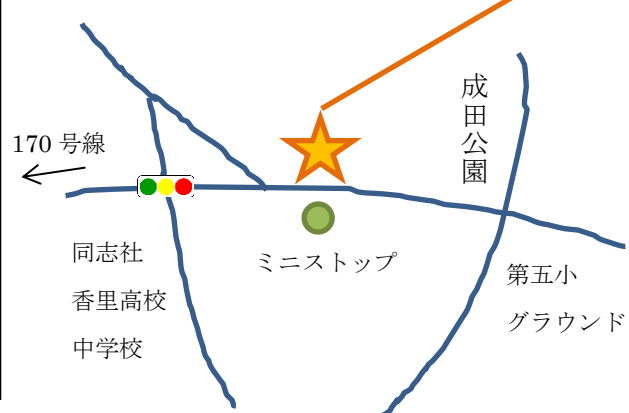 成田公園
170 号線
同志社
香里高校
中学校
ミニストップ
第五小
グラウンド